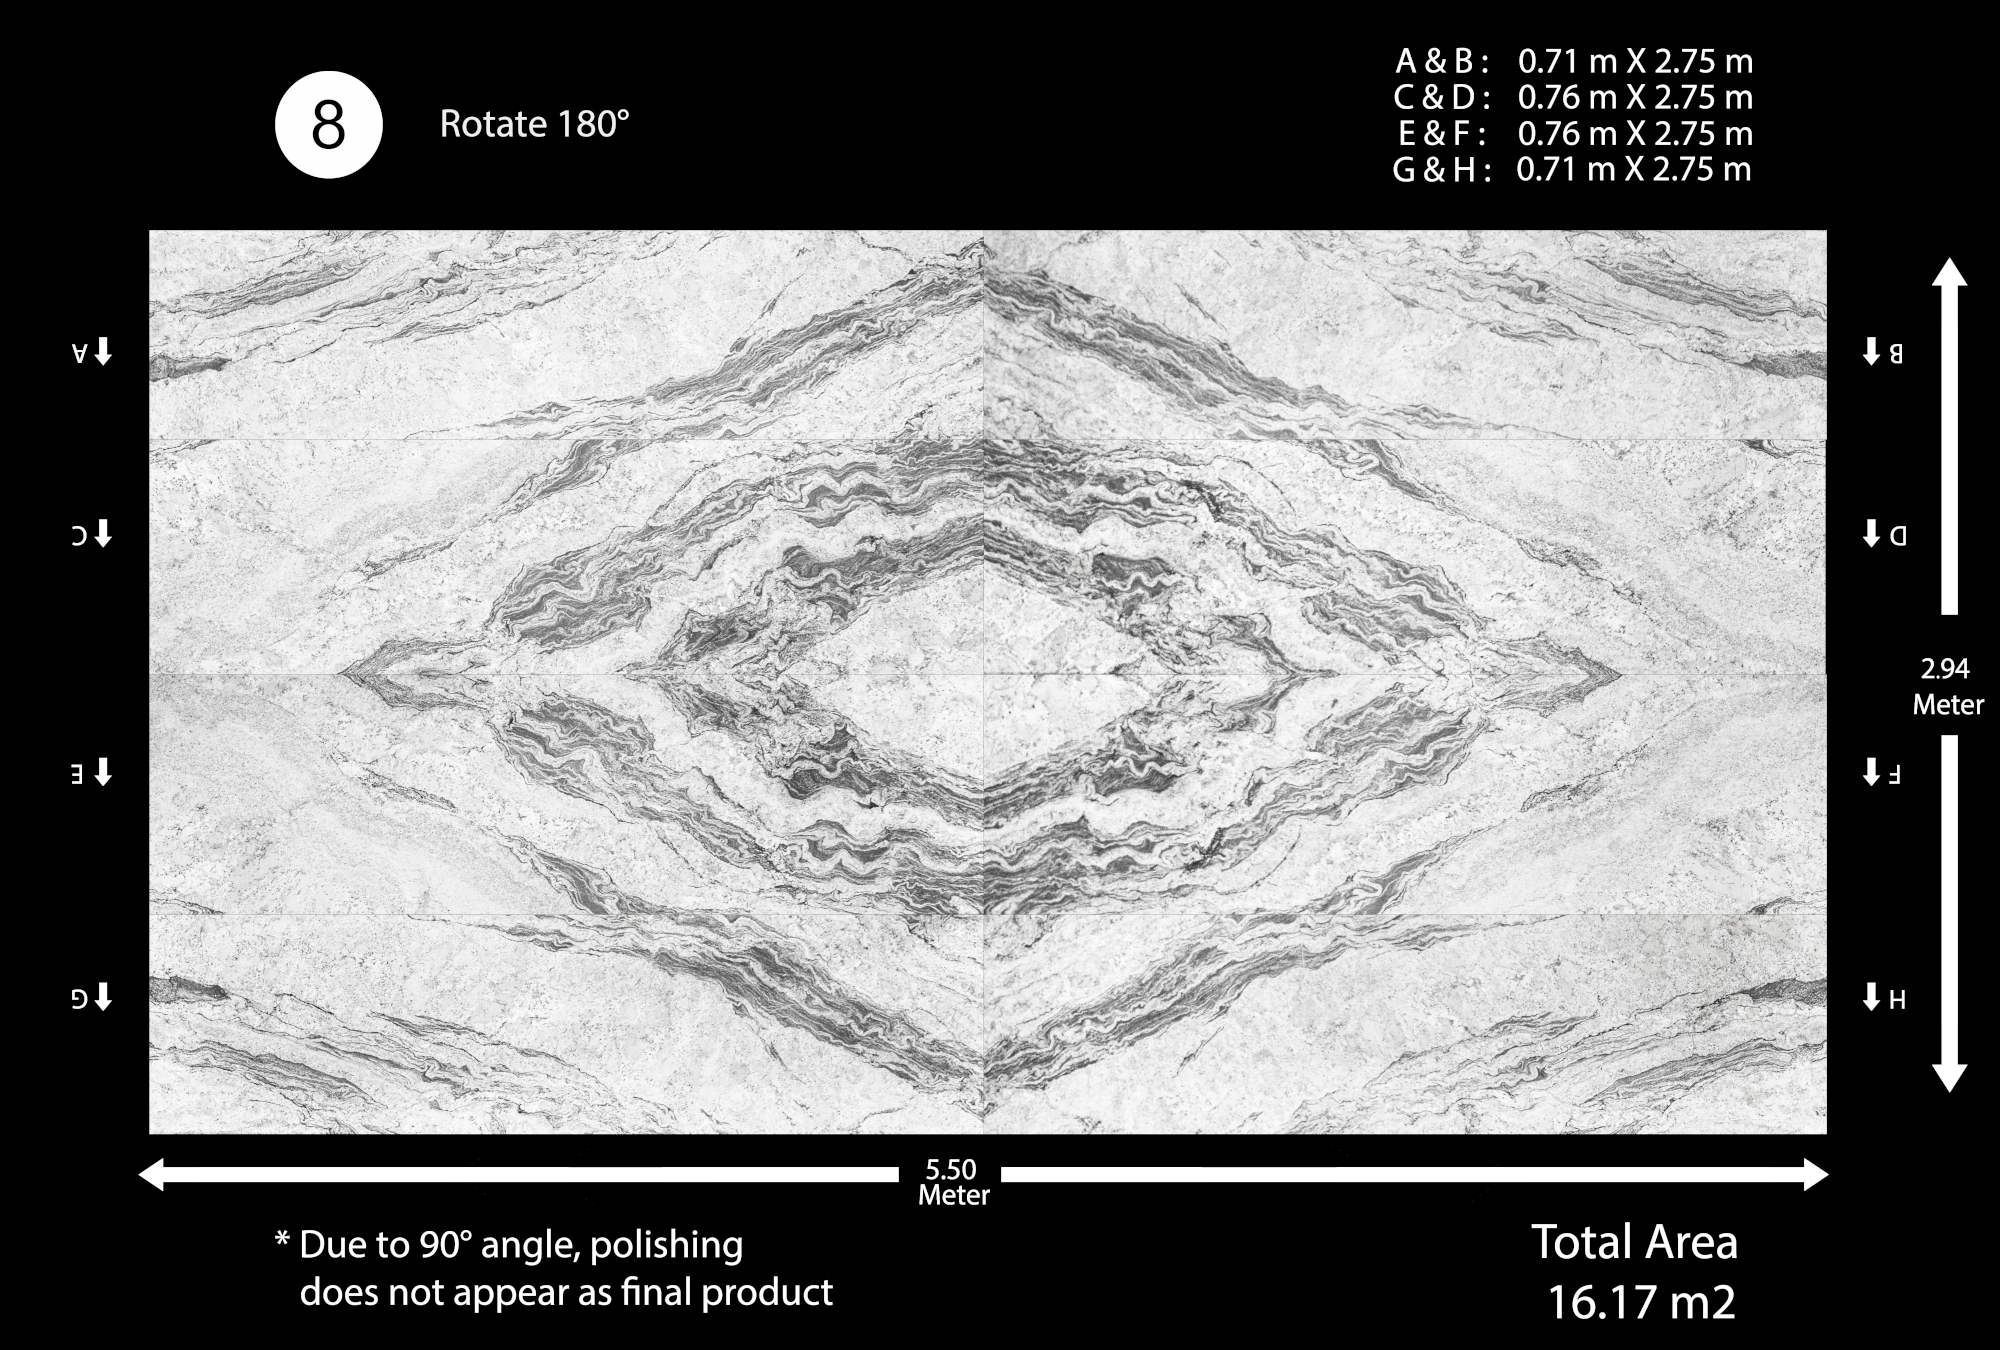 8
Rotate 180°
A & B : 0.71 m X 2.75 m
C & D : 0.76 m X 2.75 m
E & F : 0.76 m X 2.75 m
G & H : 0.71 m X 2.75 m
A
B
C
D
E
F
G
H
2.94
Meter
5.50
Meter
* Due to 90° angle, polishing
does not appear as final product
Total Area
16.17 m2